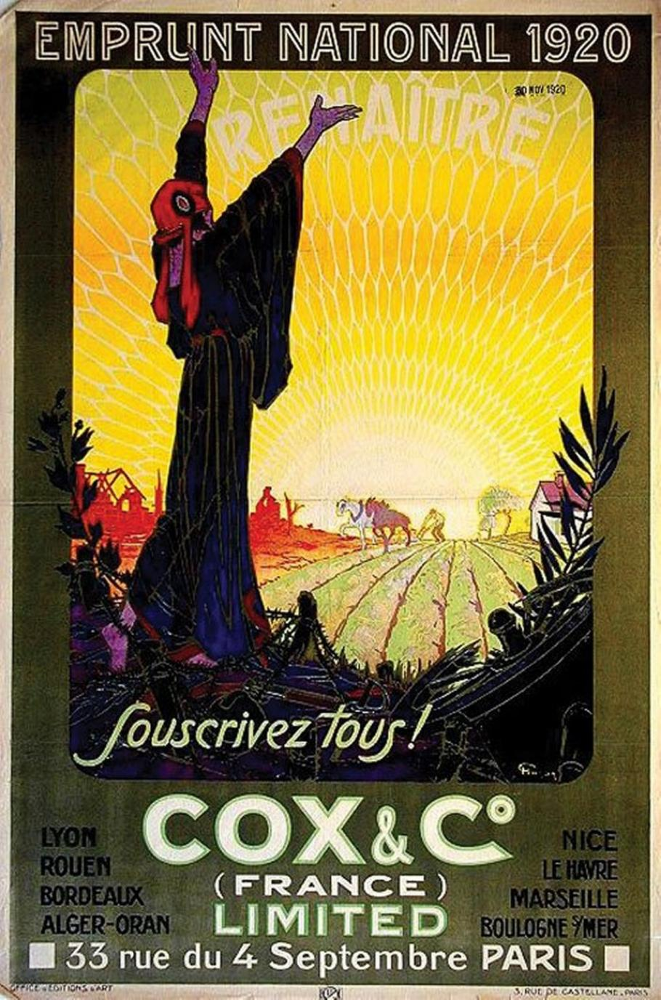 EMPRUNT NATIONAL 1920
RENAÎTRE
30 NOV 1920
Souscrivez tous!
COX & Cº
(FRANCE)
LIMITED
LYON
ROUEN
BORDEAUX
ALGER-ORAN
NICE
LE HAVRE
MARSEILLE
BOULOGNE S/MER
33 rue du 4 Septembre PARIS
OFFICE d'EDITIONS d'ART
3, RUE DE CASTELLANE. PARIS